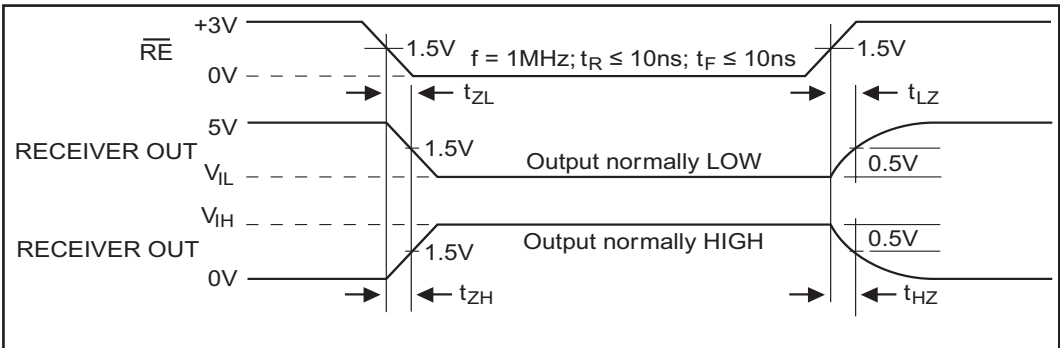 +3V
R̅E̅
1.5V
f = 1MHz; tR ≤ 10ns; tF ≤ 10ns
1.5V
0V
tZL
tLZ
5V
RECEIVER OUT
1.5V
Output normally LOW
0.5V
VIL
VIH
RECEIVER OUT
1.5V
Output normally HIGH
0.5V
0V
tZH
tHZ